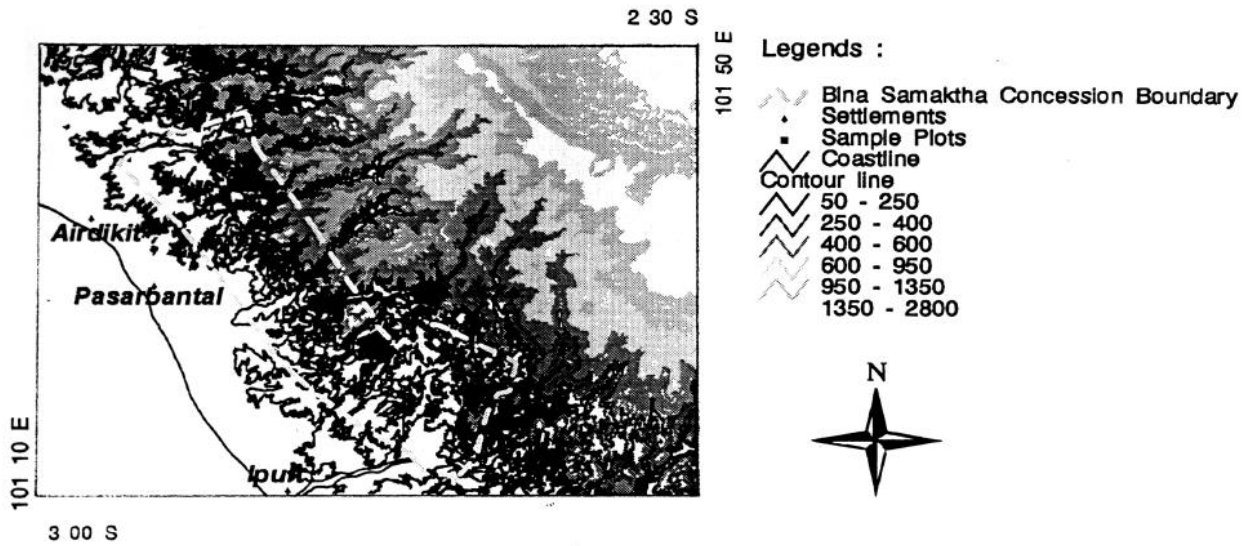 2 30 S
101 50 E
Legends :
Bina Samaktha Concession Boundary
Settlements
Sample Plots
Coastline
Contour line
50 - 250
250 - 400
400 - 600
600 - 950
950 - 1350
1350 - 2800
Airdikit
Pasarbantal
Ipuh
N
101 10 E
3 00 S